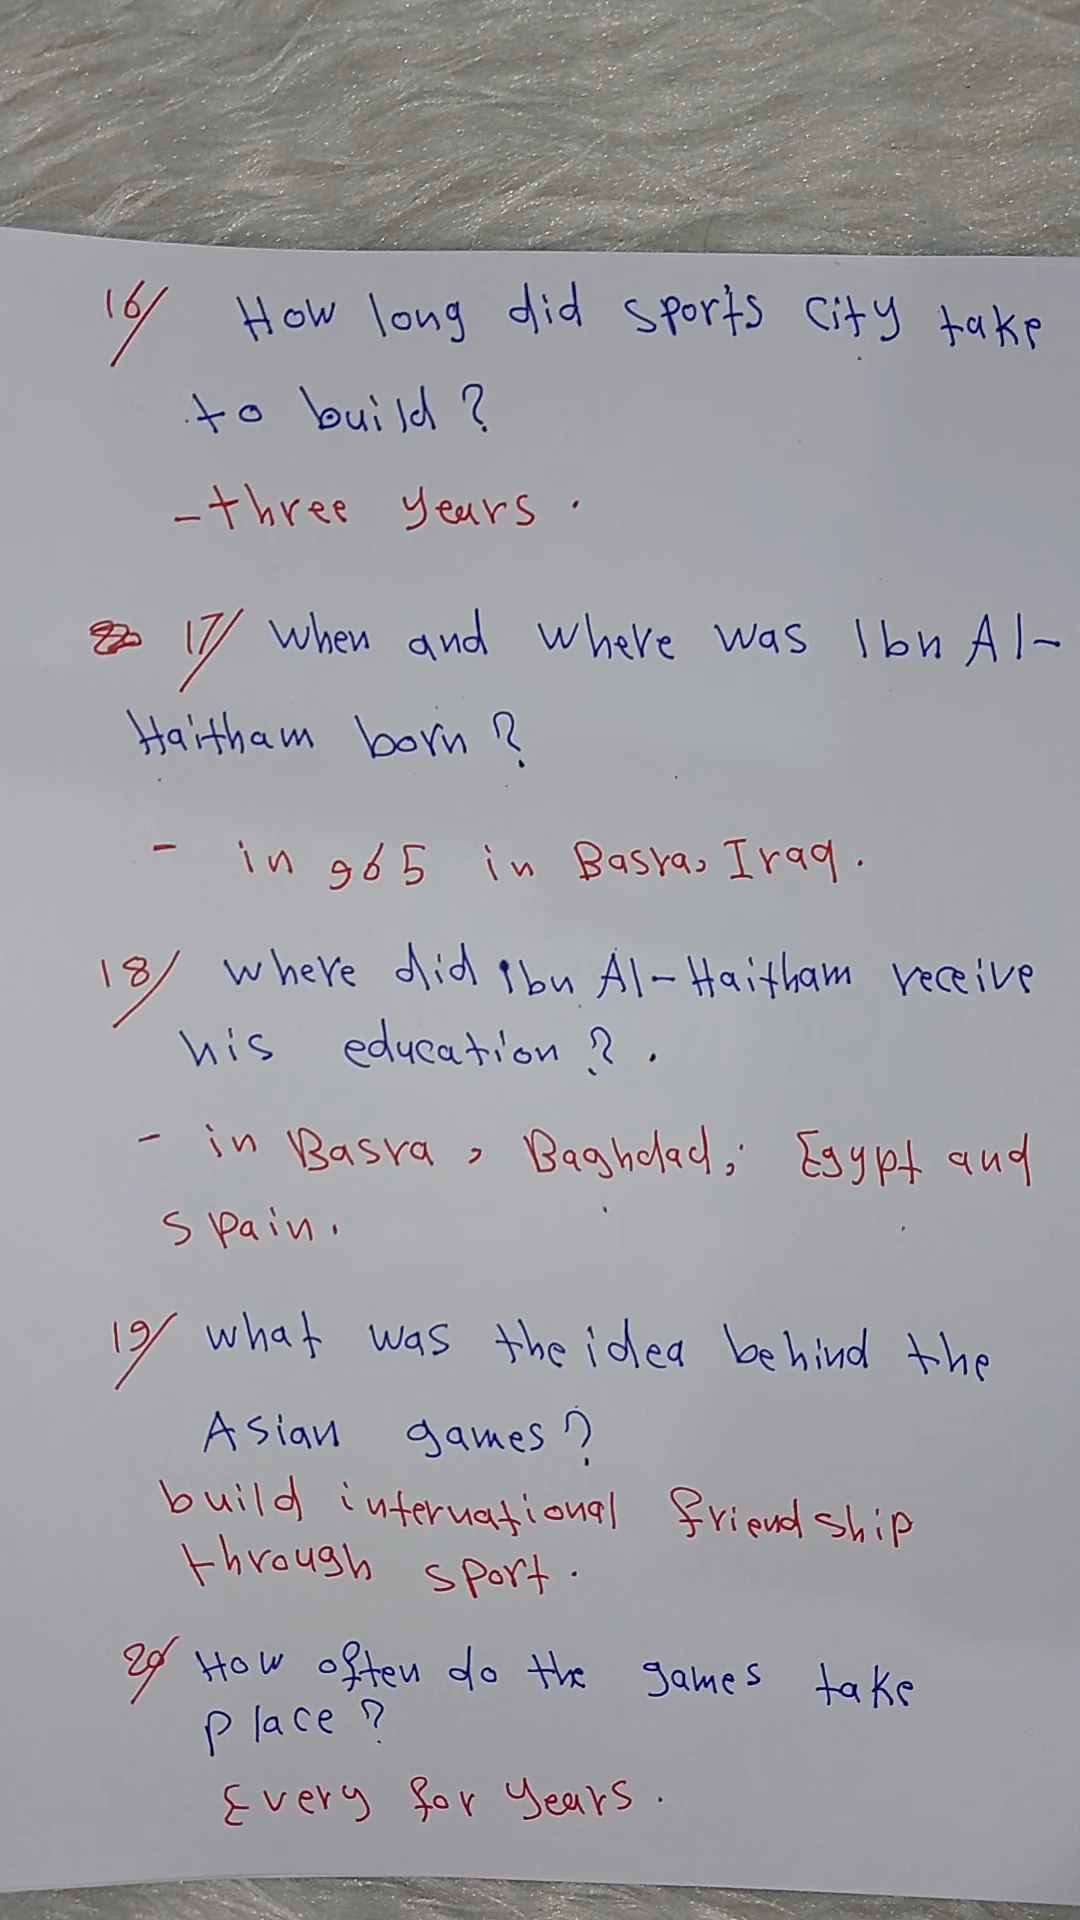 16/ How long did sports city take
to build?
- three years.
17/ When and where was Ibn Al-
Haitham born?
- in 965 in Basra, Iraq.
18/ where did Ibn Al-Haitham receive
his education?.
- in Basra, Baghdad, Egypt and
spain.
19/ what was the idea behind the
Asian games?
build international friendship
through sport.
20/ How often do the games take
place?
Every for years.